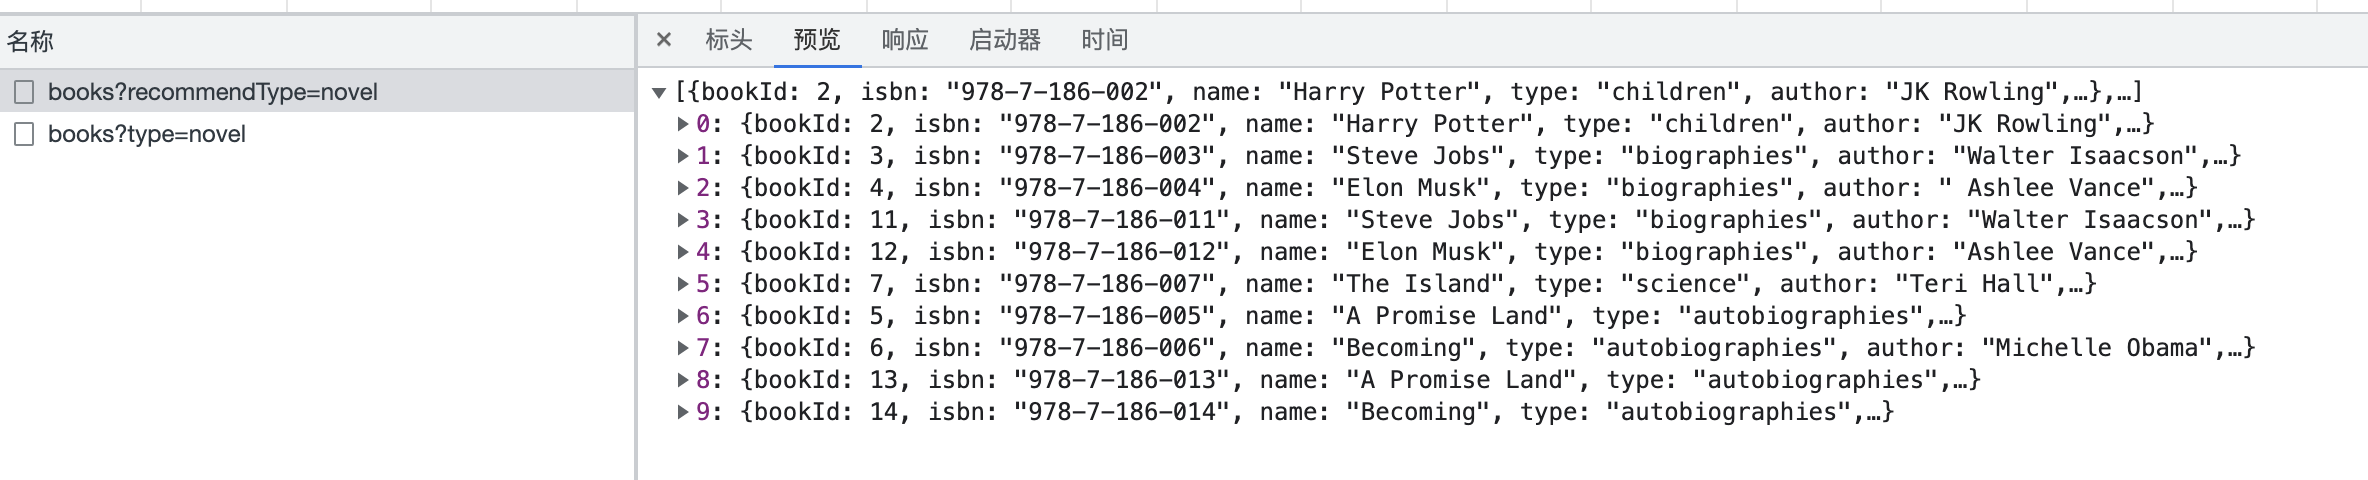 名称
books?recommendType=novel
books?type=novel
× 标头 预览 响应 启动器 时间
▼[{bookId: 2, isbn: "978-7-186-002", name: "Harry Potter", type: "children", author: "JK Rowling",…},…]
▶0: {bookId: 2, isbn: "978-7-186-002", name: "Harry Potter", type: "children", author: "JK Rowling",…}
▶1: {bookId: 3, isbn: "978-7-186-003", name: "Steve Jobs", type: "biographies", author: "Walter Isaacson",…}
▶2: {bookId: 4, isbn: "978-7-186-004", name: "Elon Musk", type: "biographies", author: " Ashlee Vance",…}
▶3: {bookId: 11, isbn: "978-7-186-011", name: "Steve Jobs", type: "biographies", author: "Walter Isaacson",…}
▶4: {bookId: 12, isbn: "978-7-186-012", name: "Elon Musk", type: "biographies", author: "Ashlee Vance",…}
▶5: {bookId: 7, isbn: "978-7-186-007", name: "The Island", type: "science", author: "Teri Hall",…}
▶6: {bookId: 5, isbn: "978-7-186-005", name: "A Promise Land", type: "autobiographies",…}
▶7: {bookId: 6, isbn: "978-7-186-006", name: "Becoming", type: "autobiographies", author: "Michelle Obama",…}
▶8: {bookId: 13, isbn: "978-7-186-013", name: "A Promise Land", type: "autobiographies",…}
▶9: {bookId: 14, isbn: "978-7-186-014", name: "Becoming", type: "autobiographies",…}